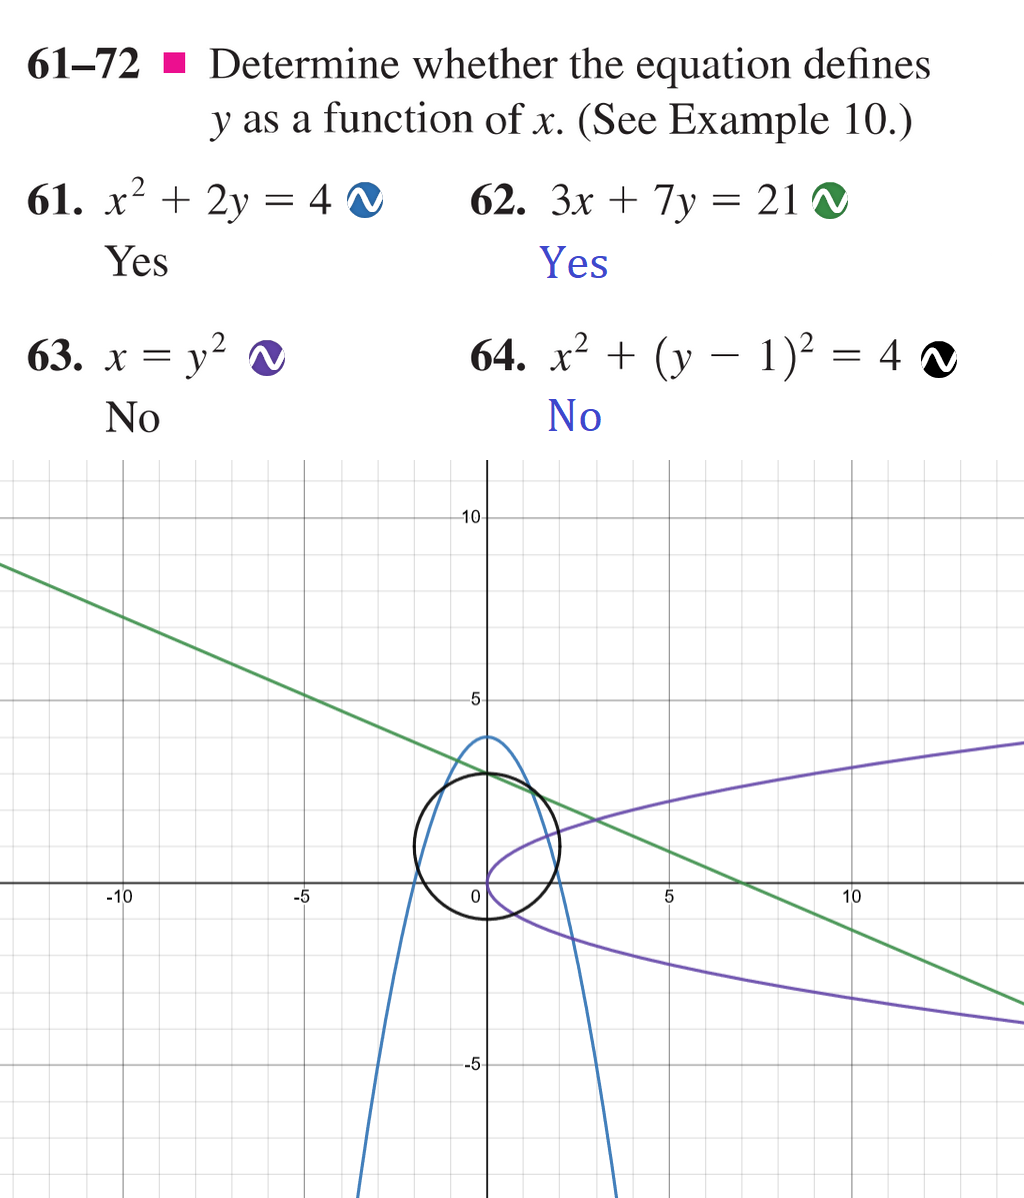 61–72 ■ Determine whether the equation defines
y as a function of x. (See Example 10.)
61. x² + 2y = 4 62. 3x + 7y = 21
Yes Yes
63. x = y² 64. x² + (y − 1)² = 4
No No
10
5
-10 -5 0 5 10
-5